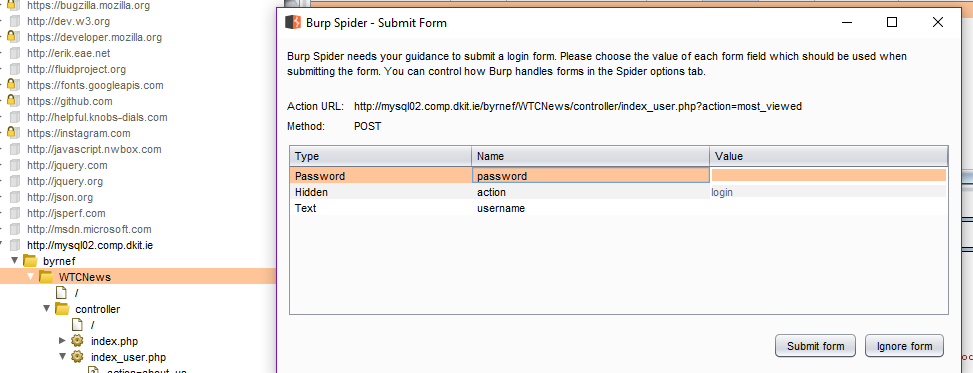 https://bugzilla.mozilla.org
http://dev.w3.org
https://developer.mozilla.org
http://erik.eae.net
http://fluidproject.org
https://fonts.googleapis.com
https://github.com
http://helpful.knobs-dials.com
https://instagram.com
http://javascript.nwbox.com
http://jquery.com
http://jquery.org
http://json.org
http://jsperf.com
http://msdn.microsoft.com
http://mysql02.comp.dkit.ie
byrnef
WTCNews
/
controller
/
index.php
index_user.php
action=about_us
Burp Spider - Submit Form
Burp Spider needs your guidance to submit a login form. Please choose the value of each form field which should be used when
submitting the form. You can control how Burp handles forms in the Spider options tab.
Action URL: http://mysql02.comp.dkit.ie/byrnef/WTCNews/controller/index_user.php?action=most_viewed
Method: POST
Type Name Value
Password password
Hidden action login
Text username
Submit form Ignore form